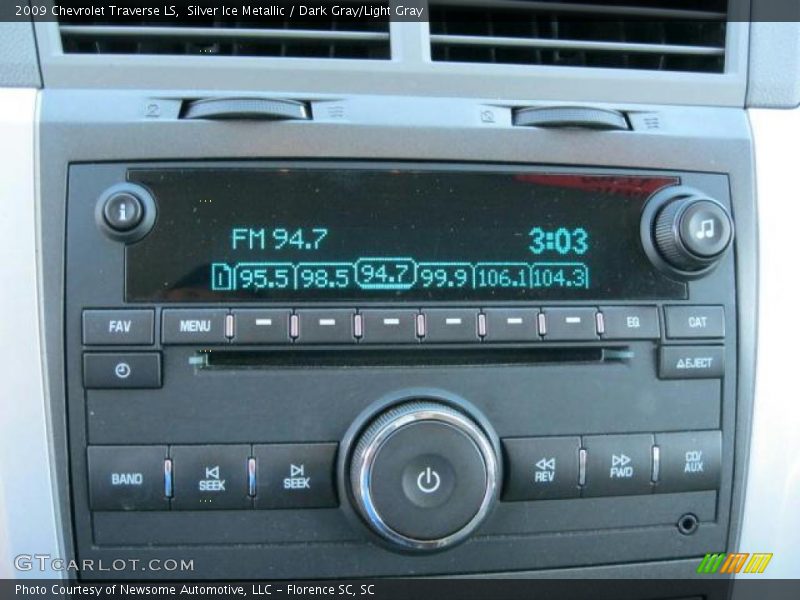 2009 Chevrolet Traverse LS, Silver Ice Metallic / Dark Gray/Light Gray
2
2
i
FM 94.7 3:03
1 95.5 98.5 94.7 99.9 106.1 104.3
FAV MENU EQ CAT
EJECT
BAND SEEK SEEK REV FWD CD/
AUX
GTCARLOT.COM
Photo Courtesy of Newsome Automotive, LLC - Florence SC, SC